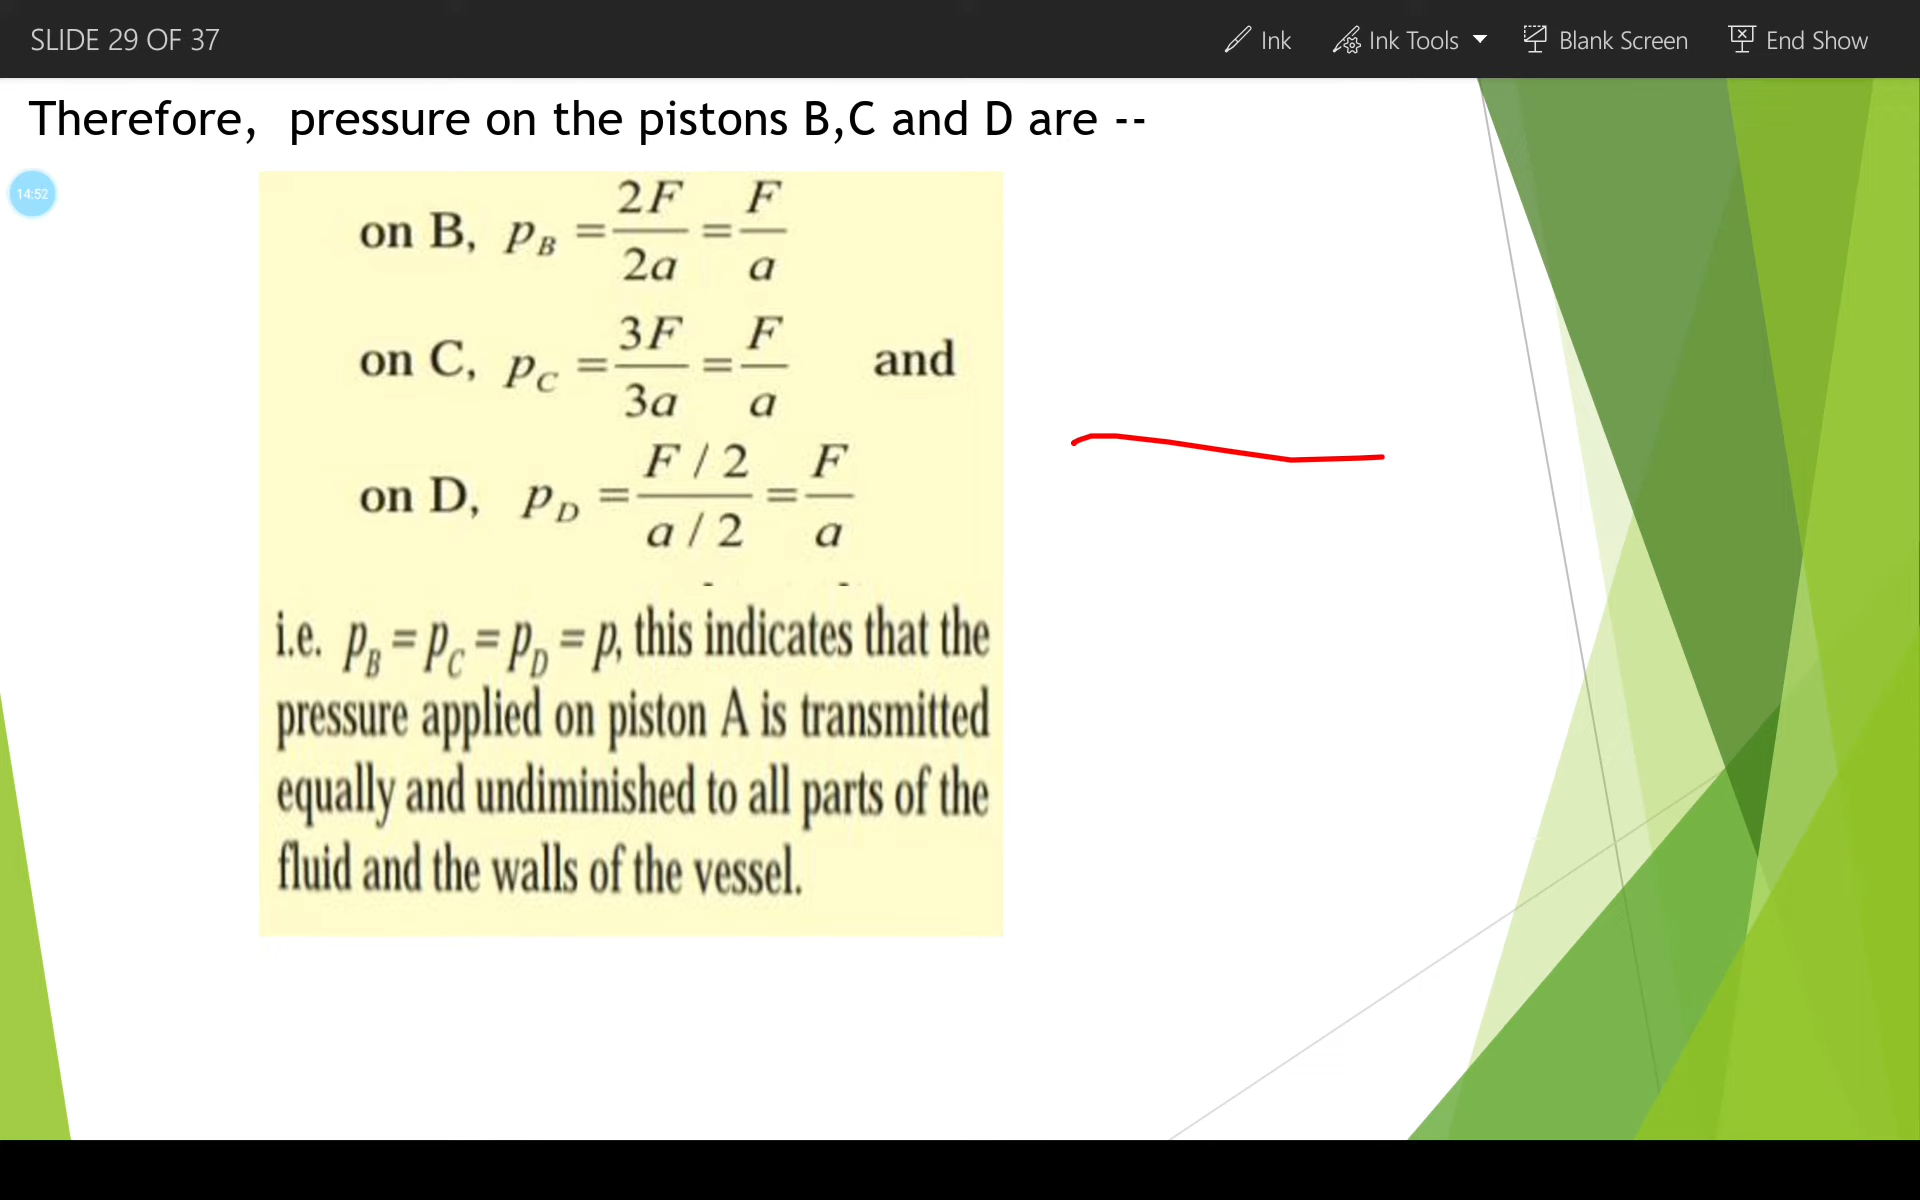 SLIDE 29 OF 37
Ink
Ink Tools
Blank Screen
End Show
Therefore,  pressure on the pistons B,C and D are --
14:52
on B, p_B = 2F/2a = F/a
on C, p_C = 3F/3a = F/a and
on D, p_D = (F / 2)/(a / 2) = F/a
i.e. p_B = p_C = p_D = p, this indicates that the
pressure applied on piston A is transmitted
equally and undiminished to all parts of the
fluid and the walls of the vessel.